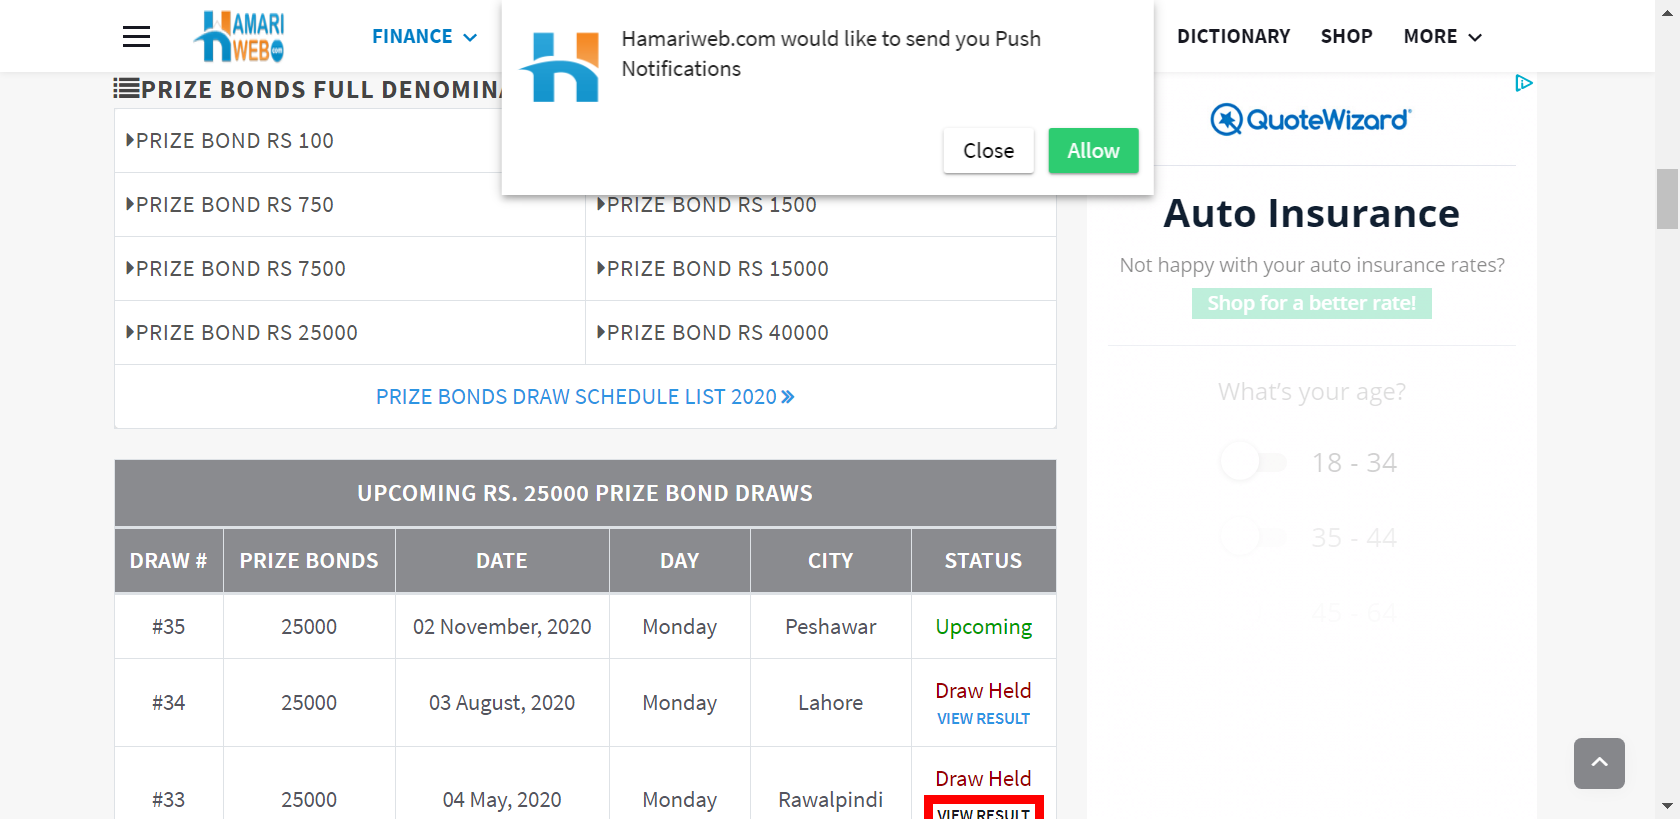 HAMARI
WEB.com
FINANCE
Hamariweb.com would like to send you Push
Notifications
Close
Allow
DICTIONARY
SHOP
MORE
PRIZE BONDS FULL DENOMINA
PRIZE BOND RS 100
PRIZE BOND RS 750
PRIZE BOND RS 1500
PRIZE BOND RS 7500
PRIZE BOND RS 15000
PRIZE BOND RS 25000
PRIZE BOND RS 40000
PRIZE BONDS DRAW SCHEDULE LIST 2020
UPCOMING RS. 25000 PRIZE BOND DRAWS
DRAW # PRIZE BONDS DATE DAY CITY STATUS
#35 25000 02 November, 2020 Monday Peshawar Upcoming
#34 25000 03 August, 2020 Monday Lahore Draw Held
VIEW RESULT
#33 25000 04 May, 2020 Monday Rawalpindi Draw Held
VIEW RESULT
QuoteWizard®
Auto Insurance
Not happy with your auto insurance rates?
Shop for a better rate!
What's your age?
18 - 34
35 - 44
45 - 64